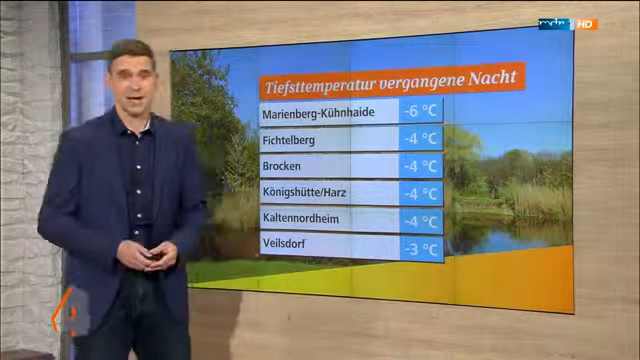 mdr HD
Tiefsttemperatur vergangene Nacht
Marienberg-Kühnhaide -6 °C
Fichtelberg -4 °C
Brocken -4 °C
Königshütte/Harz -4 °C
Kaltennordheim -4 °C
Veilsdorf -3 °C